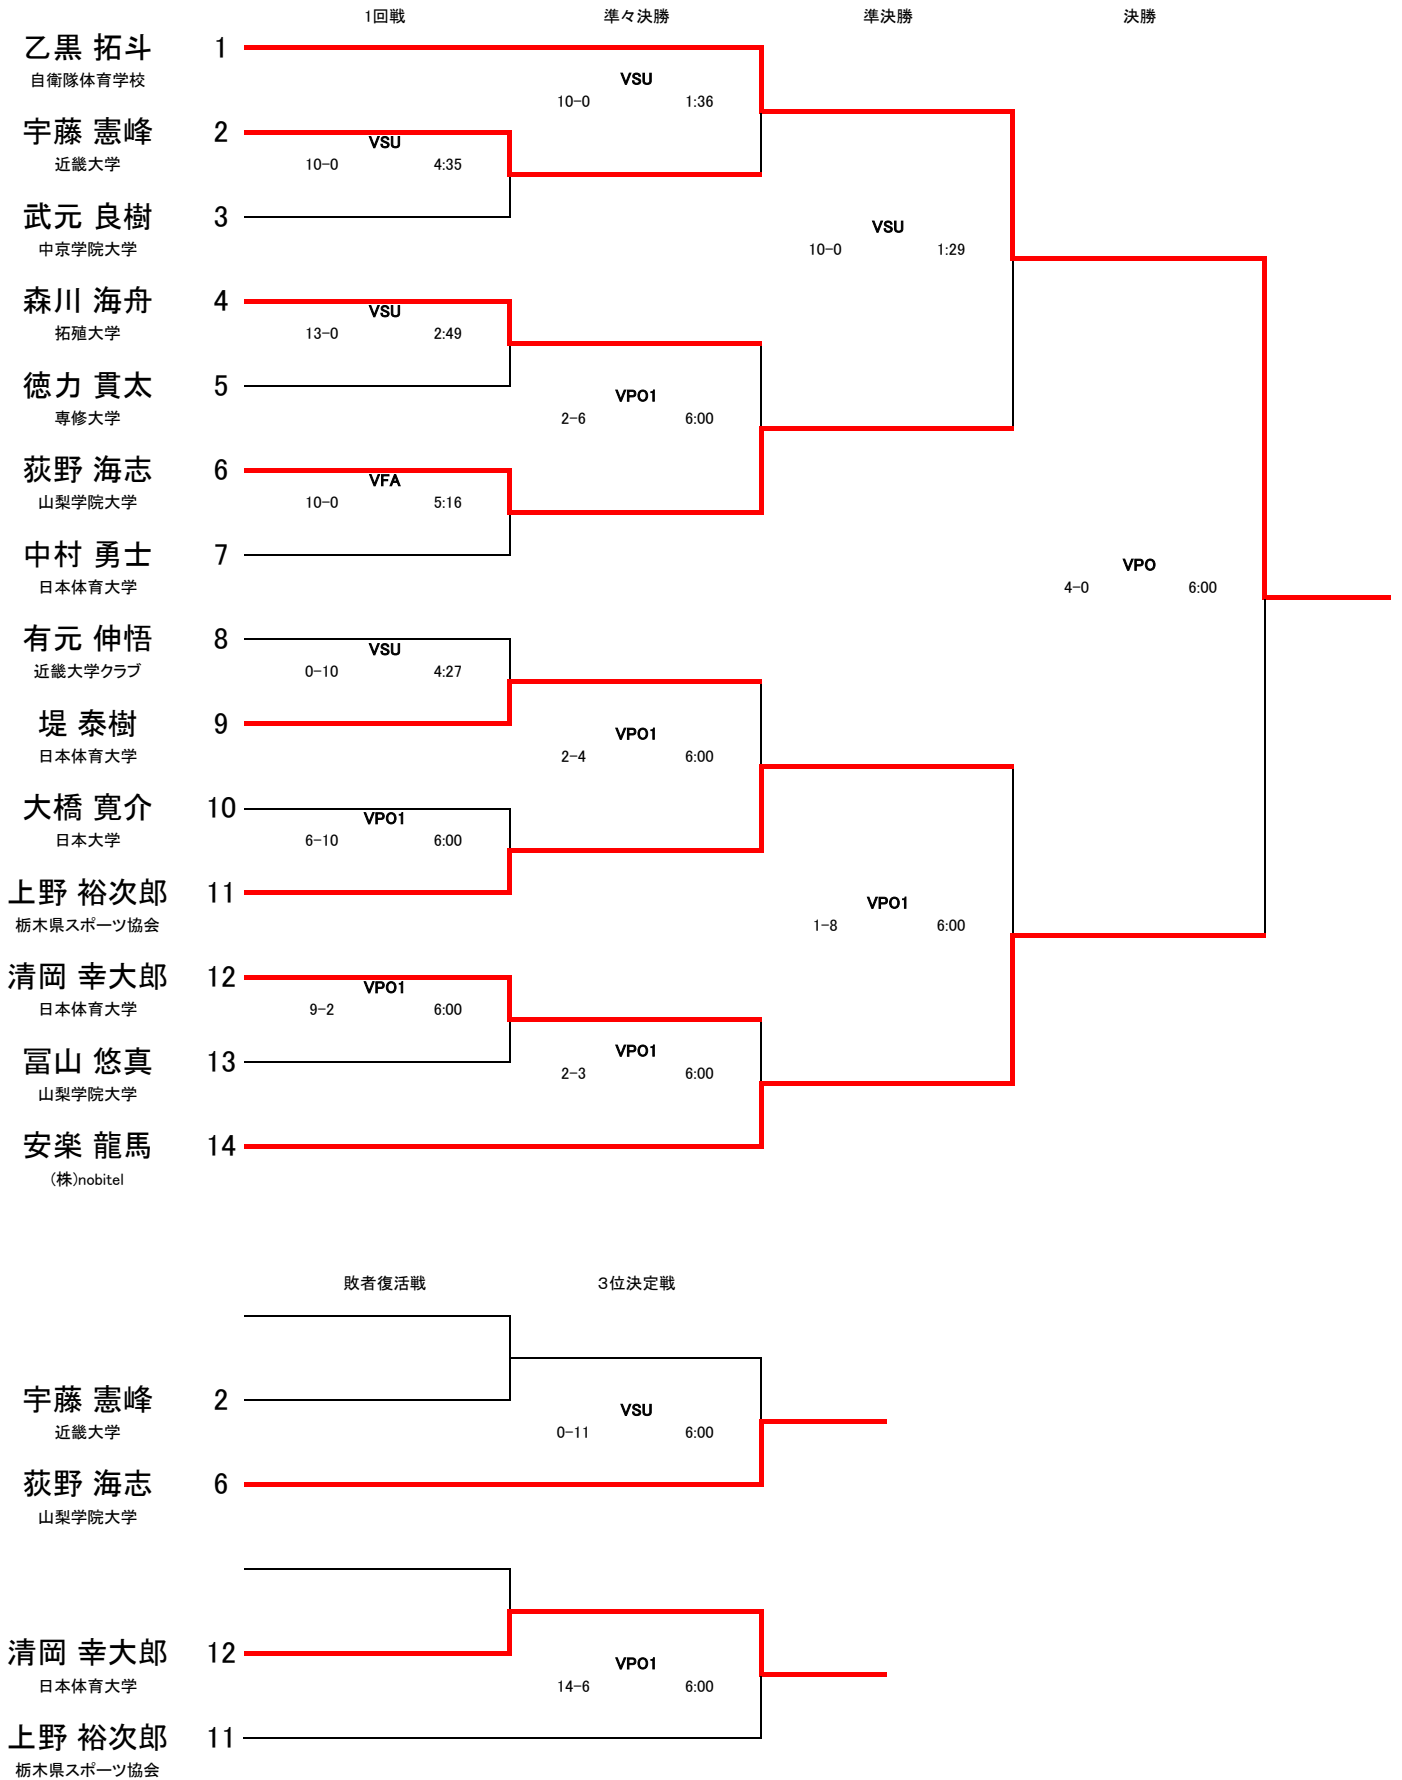 1回戦 準々決勝 準決勝 決勝
乙黒 拓斗 1
自衛隊体育学校
VSU
10-0 1:36
宇藤 憲峰 2
近畿大学
VSU
10-0 4:35
武元 良樹 3
中京学院大学
VSU
10-0 1:29
森川 海舟 4
拓殖大学
VSU
13-0 2:49
徳力 貫太 5
専修大学
VPO1
2-6 6:00
荻野 海志 6
山梨学院大学
VFA
10-0 5:16
中村 勇士 7
日本体育大学
VPO
4-0 6:00
有元 伸悟 8
近畿大学クラブ
VSU
0-10 4:27
堤 泰樹 9
日本体育大学
VPO1
2-4 6:00
大橋 寛介 10
日本大学
VPO1
6-10 6:00
上野 裕次郎 11
栃木県スポーツ協会
VPO1
1-8 6:00
清岡 幸大郎 12
日本体育大学
VPO1
9-2 6:00
冨山 悠真 13
山梨学院大学
VPO1
2-3 6:00
安楽 龍馬 14
(株)nobitel
敗者復活戦 3位決定戦
宇藤 憲峰 2
近畿大学
VSU
0-11 6:00
荻野 海志 6
山梨学院大学
清岡 幸大郎 12
日本体育大学
VPO1
14-6 6:00
上野 裕次郎 11
栃木県スポーツ協会